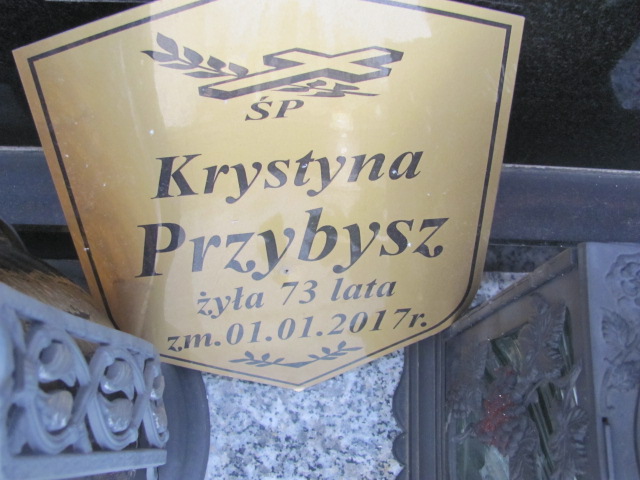 ŚP
Krystyna
Przybysz
żyła 73 lata
zm.01.01.2017r.